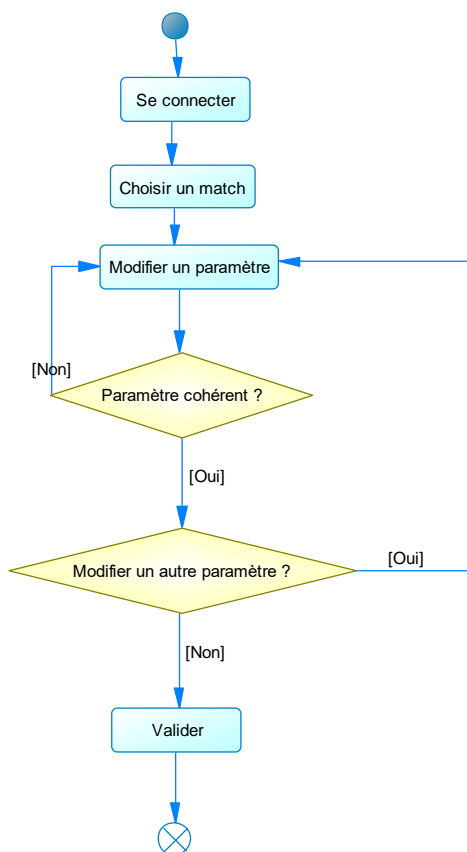 Se connecter
Choisir un match
Modifier un paramètre
[Non]
Paramètre cohérent ?
[Oui]
Modifier un autre paramètre ?
[Oui]
[Non]
Valider